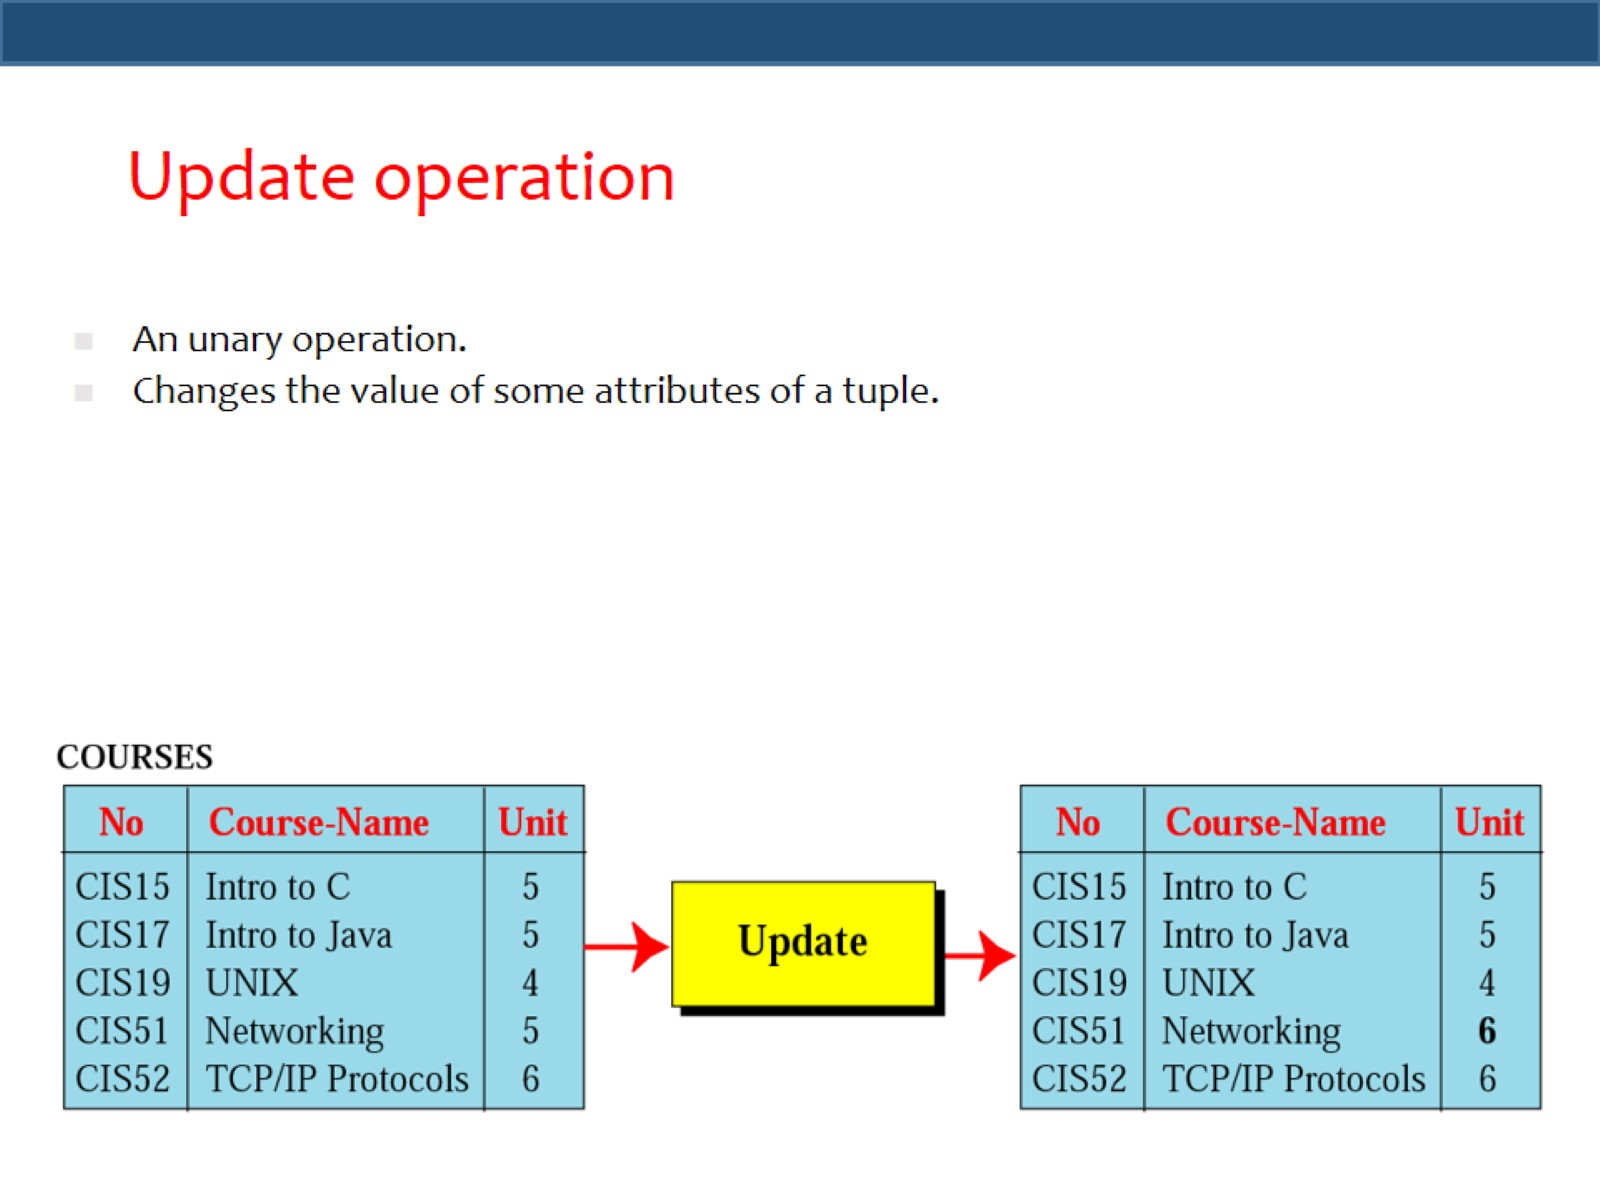 Update operation
An unary operation.
Changes the value of some attributes of a tuple.
COURSES
No Course-Name Unit
CIS15 Intro to C 5
CIS17 Intro to Java 5
CIS19 UNIX 4
CIS51 Networking 5
CIS52 TCP/IP Protocols 6
Update
No Course-Name Unit
CIS15 Intro to C 5
CIS17 Intro to Java 5
CIS19 UNIX 4
CIS51 Networking 6
CIS52 TCP/IP Protocols 6